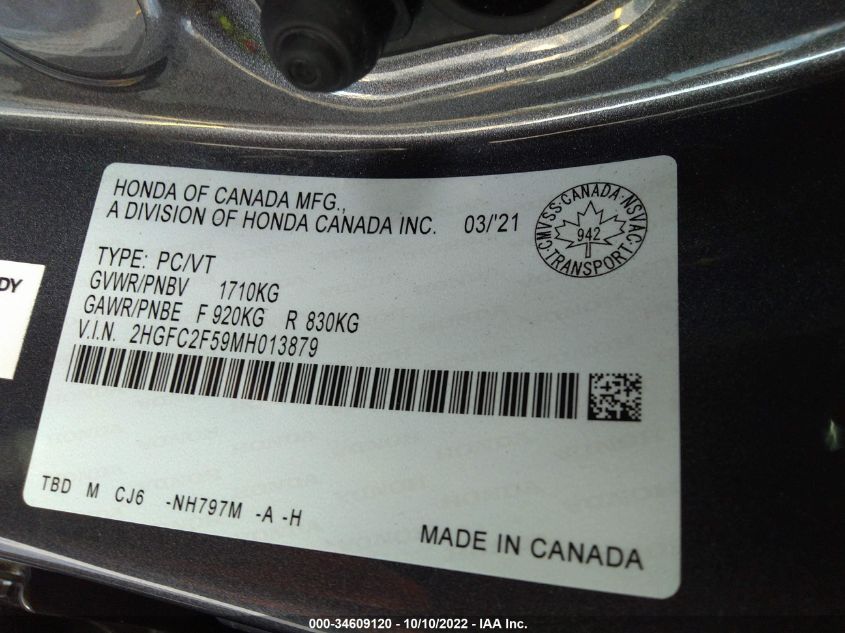 HONDA OF CANADA MFG.,
A DIVISION OF HONDA CANADA INC. 03/'21
CMVSS-CANADA-NSVAC-TRANSPORT-
942
TYPE: PC/VT
GVWR/PNBV 1710KG
GAWR/PNBE F 920KG R 830KG
V.I.N. 2HGFC2F59MH013879
TBD M CJ6 -NH797M -A -H
MADE IN CANADA
DY
000-34609120 - 10/10/2022 - IAA Inc.